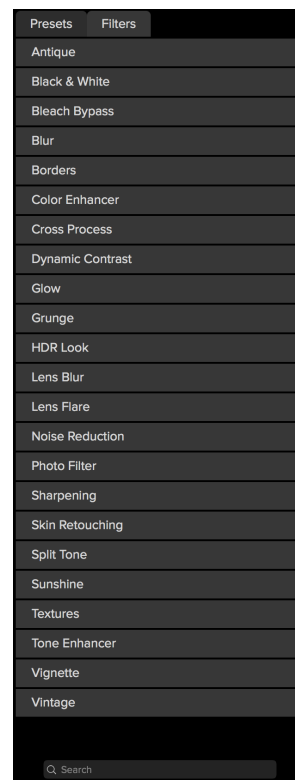 Presets Filters
Antique
Black & White
Bleach Bypass
Blur
Borders
Color Enhancer
Cross Process
Dynamic Contrast
Glow
Grunge
HDR Look
Lens Blur
Lens Flare
Noise Reduction
Photo Filter
Sharpening
Skin Retouching
Split Tone
Sunshine
Textures
Tone Enhancer
Vignette
Vintage
Search